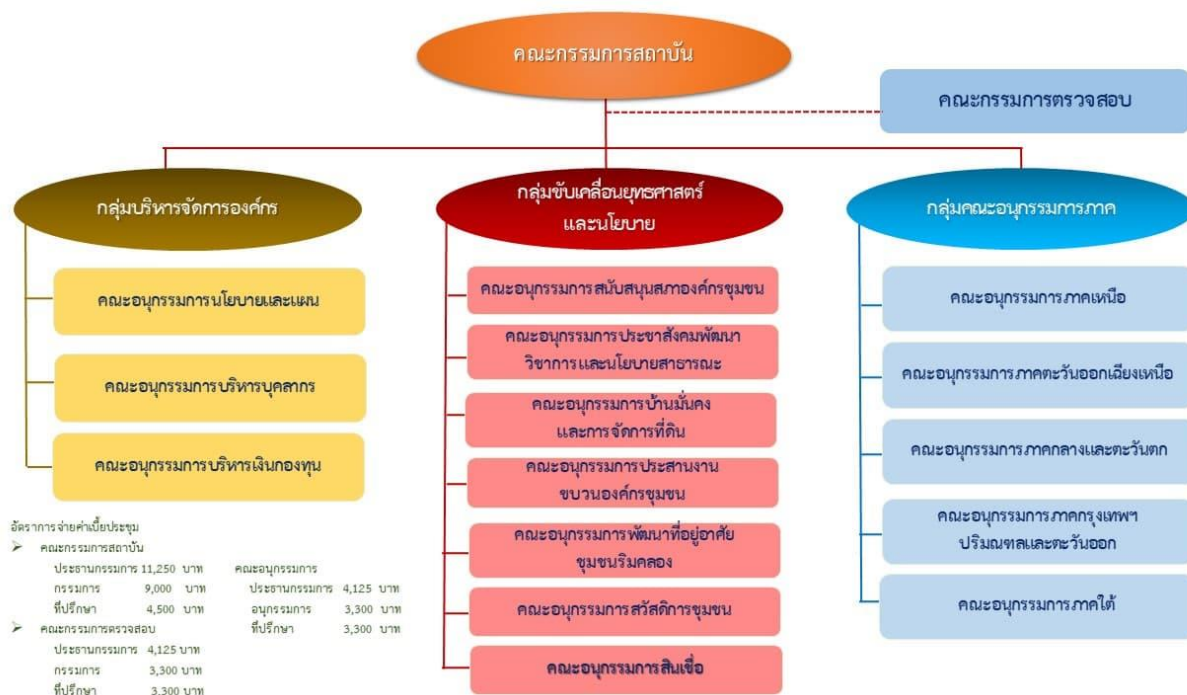 คณะกรรมการสถาบัน
คณะกรรมการตรวจสอบ
กลุ่มบริหารจัดการองค์กร
คณะอนุกรรมการนโยบายและแผน
คณะอนุกรรมการบริหารบุคลากร
คณะอนุกรรมการบริหารเงินกองทุน
กลุ่มขับเคลื่อนยุทธศาสตร์
และนโยบาย
คณะอนุกรรมการสนับสนุนสภาองค์กรชุมชน
คณะอนุกรรมการประชาสังคมพัฒนา
วิชาการและนโยบายสาธารณะ
คณะอนุกรรมการบ้านมั่นคง
และการจัดการที่ดิน
คณะอนุกรรมการประสานงาน
ขบวนองค์กรชุมชน
คณะอนุกรรมการพัฒนาที่อยู่อาศัย
ชุมชนริมคลอง
คณะอนุกรรมการสวัสดิการชุมชน
คณะอนุกรรมการสินเชื่อ
กลุ่มคณะอนุกรรมการภาค
คณะอนุกรรมการภาคเหนือ
คณะอนุกรรมการภาคตะวันออกเฉียงเหนือ
คณะอนุกรรมการภาคกลางและตะวันตก
คณะอนุกรรมการภาคกรุงเทพฯ
ปริมณฑลและตะวันออก
คณะอนุกรรมการภาคใต้
อัตราการจ่ายค่าเบี้ยประชุม
คณะกรรมการสถาบัน
ประธานกรรมการ 11,250 บาท
กรรมการ 9,000 บาท
ที่ปรึกษา 4,500 บาท
คณะกรรมการตรวจสอบ
ประธานกรรมการ 4,125 บาท
กรรมการ 3,300 บาท
ที่ปรึกษา 3,300 บาท
คณะอนุกรรมการ
ประธานกรรมการ 4,125 บาท
อนุกรรมการ 3,300 บาท
ที่ปรึกษา 3,300 บาท